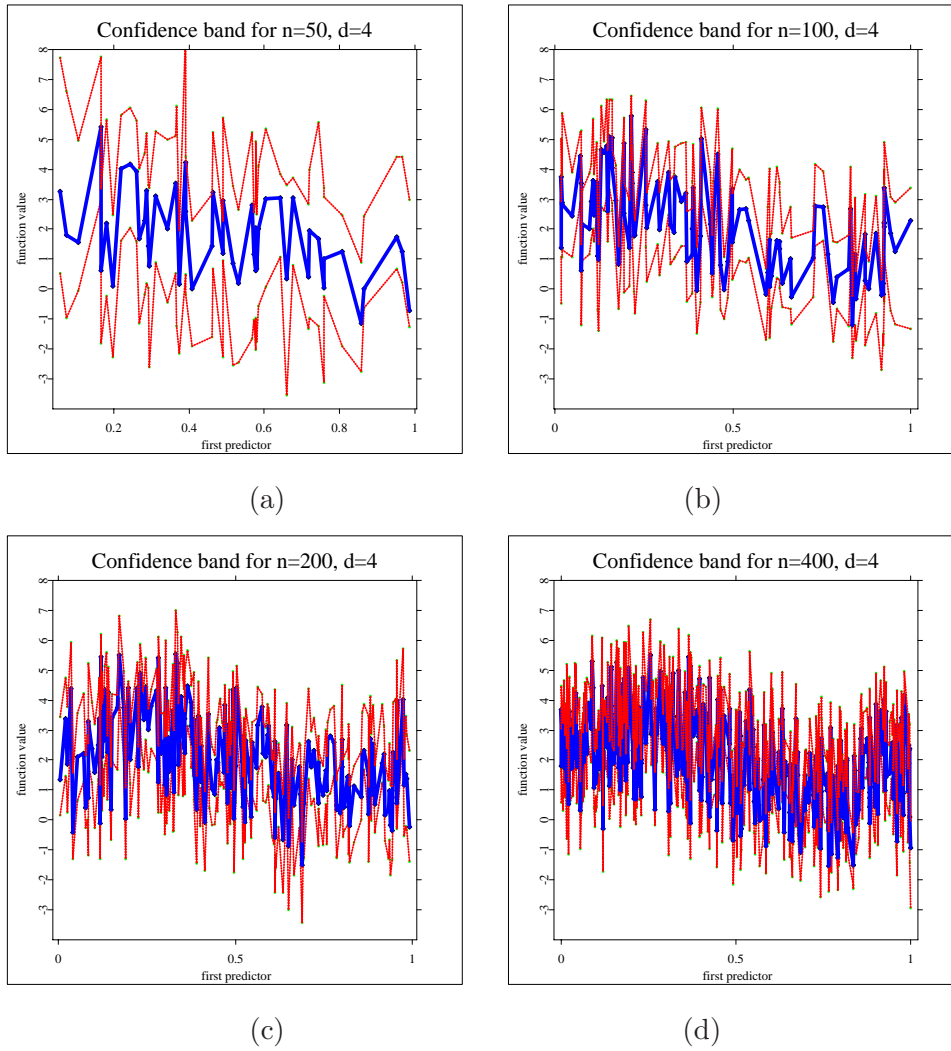 Confidence band for n=50, d=4
8
7
6
5
4
3
2
1
0
-1
-2
-3
function value
0.2 0.4 0.6 0.8 1
first predictor
(a)
Confidence band for n=100, d=4
8
7
6
5
4
3
2
1
0
-1
-2
-3
function value
0 0.5 1
first predictor
(b)
Confidence band for n=200, d=4
8
7
6
5
4
3
2
1
0
-1
-2
-3
function value
0 0.5 1
first predictor
(c)
Confidence band for n=400, d=4
8
7
6
5
4
3
2
1
0
-1
-2
-3
function value
0 0.5 1
first predictor
(d)